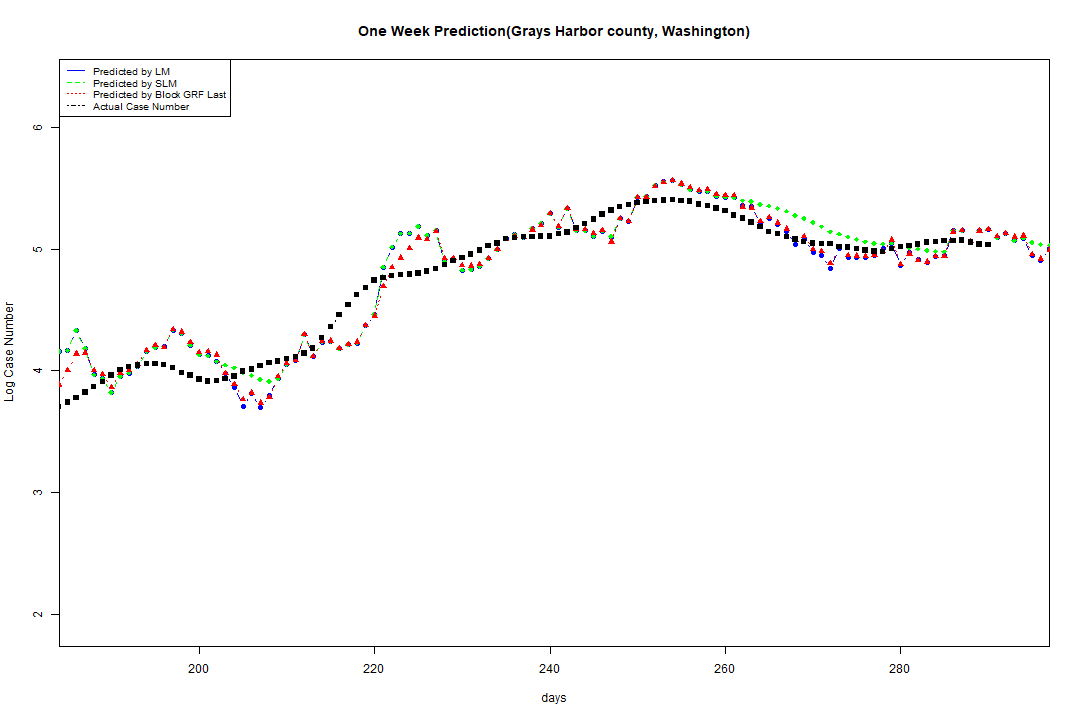 One Week Prediction(Grays Harbor county, Washington)
Predicted by LM
Predicted by SLM
Predicted by Block GRF Last
Actual Case Number
Log Case Number
6
5
4
3
2
200 220 240 260 280
days